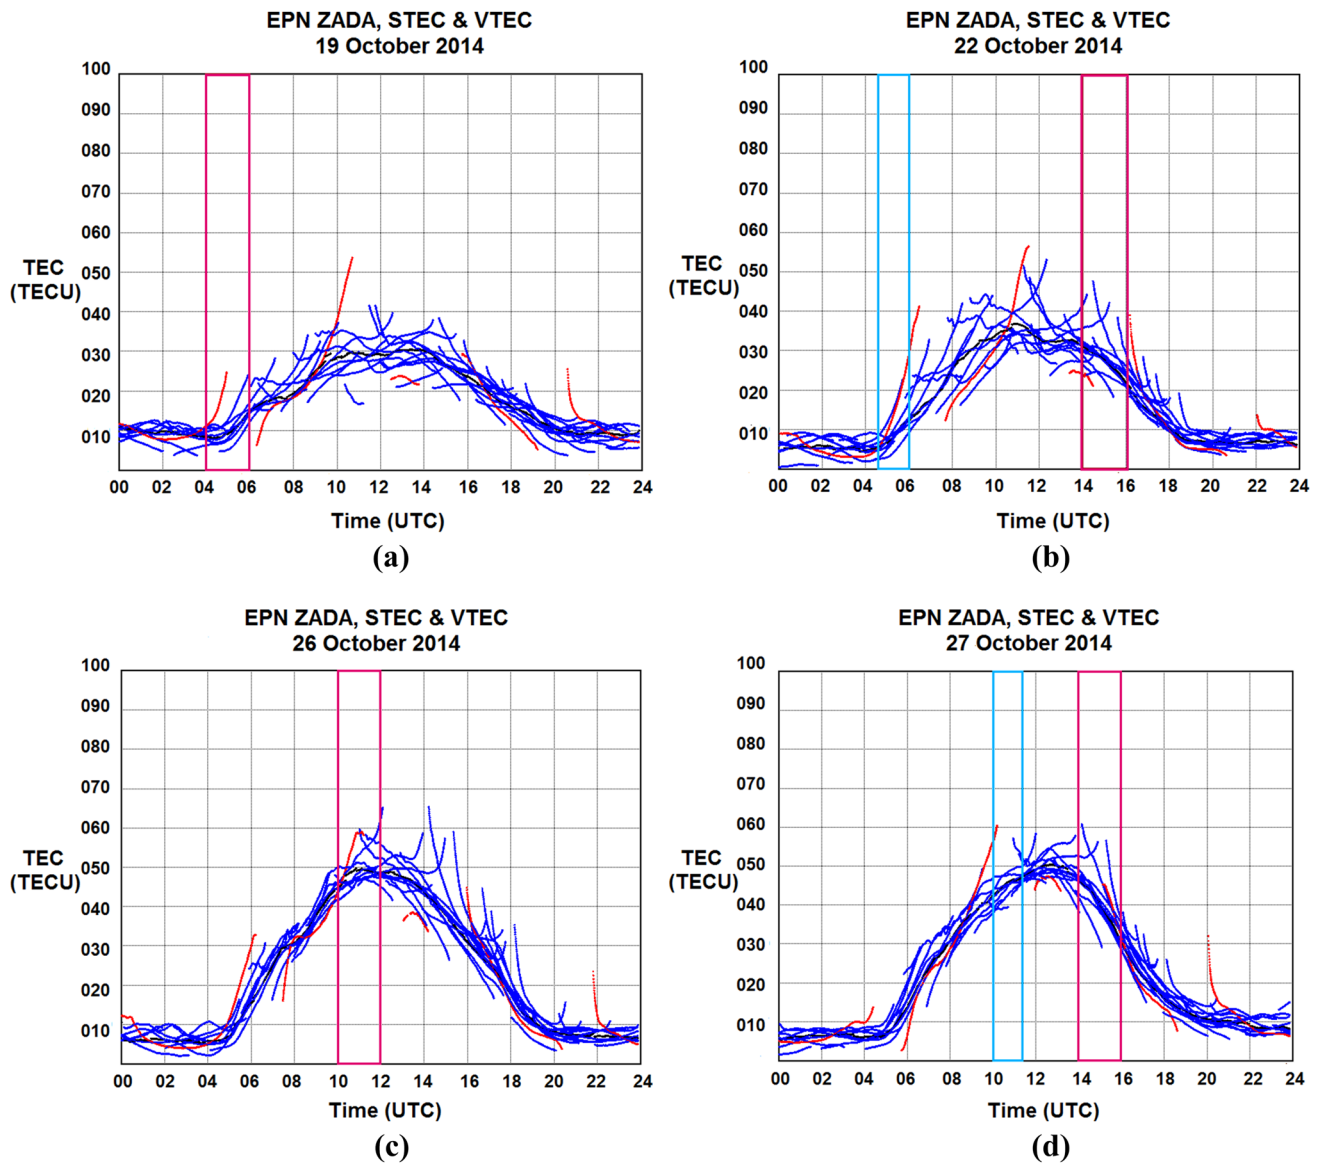 EPN ZADA, STEC & VTEC
19 October 2014
100
090
080
070
060
050
040
030
020
010
TEC
(TECU)
00 02 04 06 08 10 12 14 16 18 20 22 24
Time (UTC)
(a)
EPN ZADA, STEC & VTEC
22 October 2014
100
090
080
070
060
050
040
030
020
010
TEC
(TECU)
00 02 04 06 08 10 12 14 16 18 20 22 24
Time (UTC)
(b)
EPN ZADA, STEC & VTEC
26 October 2014
100
090
080
070
060
050
040
030
020
010
TEC
(TECU)
00 02 04 06 08 10 12 14 16 18 20 22 24
Time (UTC)
(c)
EPN ZADA, STEC & VTEC
27 October 2014
100
090
080
070
060
050
040
030
020
010
TEC
(TECU)
00 02 04 06 08 10 12 14 16 18 20 22 24
Time (UTC)
(d)